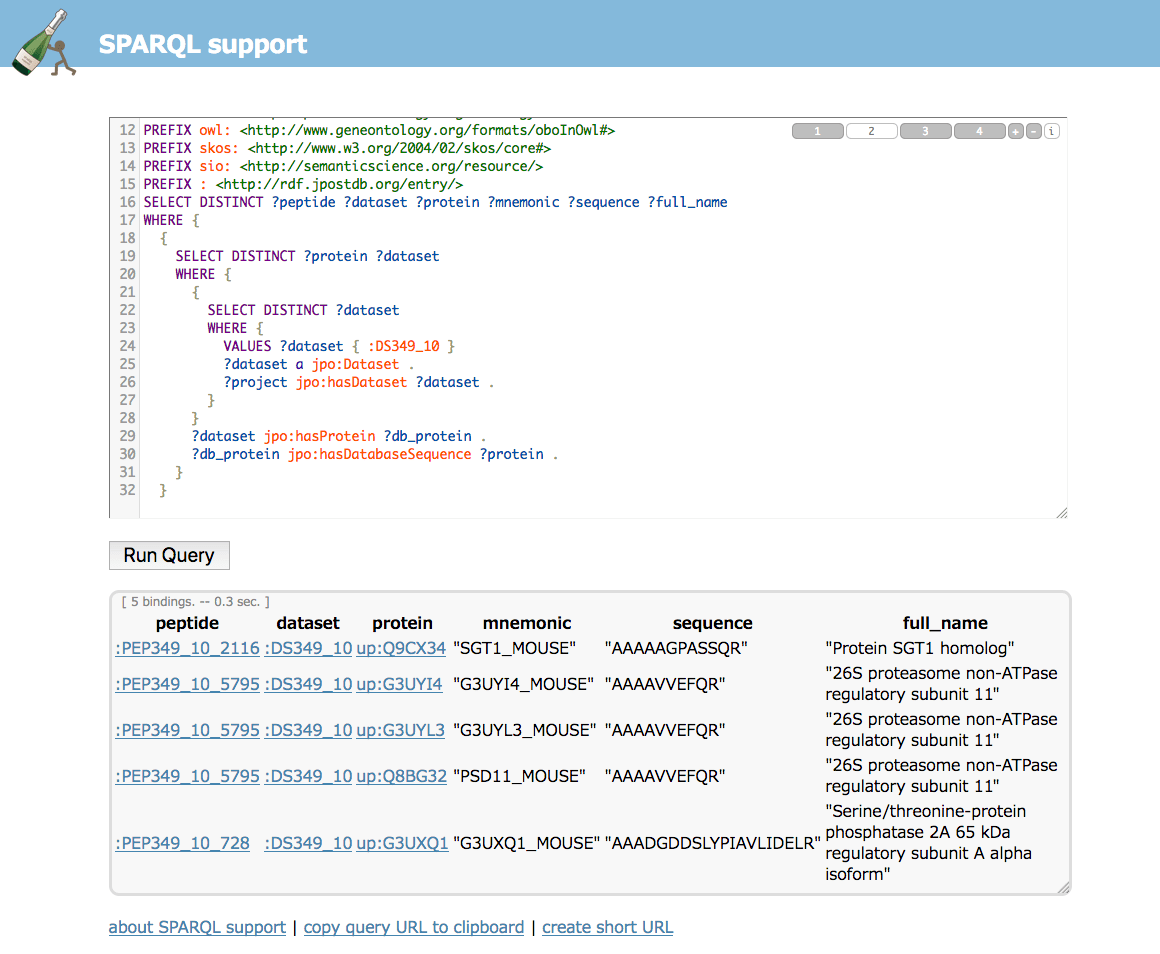 SPARQL support
12 PREFIX owl: <http://www.geneontology.org/formats/oboInOwl#>
1 2 3 4 + - i
13 PREFIX skos: <http://www.w3.org/2004/02/skos/core#>
14 PREFIX sio: <http://semanticscience.org/resource/>
15 PREFIX : <http://rdf.jpostdb.org/entry/>
16 SELECT DISTINCT ?peptide ?dataset ?protein ?mnemonic ?sequence ?full_name
17 WHERE {
18 {
19 SELECT DISTINCT ?protein ?dataset
20 WHERE {
21 {
22 SELECT DISTINCT ?dataset
23 WHERE {
24 VALUES ?dataset { :DS349_10 }
25 ?dataset a jpo:Dataset .
26 ?project jpo:hasDataset ?dataset .
27 }
28 }
29 ?dataset jpo:hasProtein ?db_protein .
30 ?db_protein jpo:hasDatabaseSequence ?protein .
31 }
32 }
Run Query
[ 5 bindings. -- 0.3 sec. ]
peptide dataset protein mnemonic sequence full_name
:PEP349_10_2116 :DS349_10 up:Q9CX34 "SGT1_MOUSE" "AAAAAGPASSQR" "Protein SGT1 homolog"
:PEP349_10_5795 :DS349_10 up:G3UYI4 "G3UYI4_MOUSE" "AAAAVVEFQR" "26S proteasome non-ATPase
regulatory subunit 11"
:PEP349_10_5795 :DS349_10 up:G3UYL3 "G3UYL3_MOUSE" "AAAAVVEFQR" "26S proteasome non-ATPase
regulatory subunit 11"
:PEP349_10_5795 :DS349_10 up:Q8BG32 "PSD11_MOUSE" "AAAAVVEFQR" "26S proteasome non-ATPase
regulatory subunit 11"
:PEP349_10_728 :DS349_10 up:G3UXQ1 "G3UXQ1_MOUSE" "AAADGDDSLYPIAVLIDELR" "Serine/threonine-protein
phosphatase 2A 65 kDa
regulatory subunit A alpha
isoform"
about SPARQL support | copy query URL to clipboard | create short URL